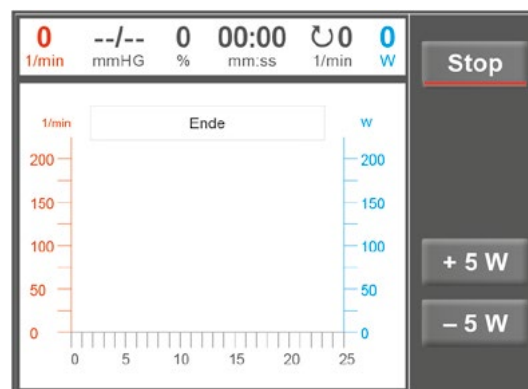 0 --/-- 0 00:00 ↻0 0
1/min mmHG % mm:ss 1/min W
Stop
1/min Ende W
200 200
150 150
100 100
50 50
0 0
0 5 10 15 20 25
+ 5 W
– 5 W